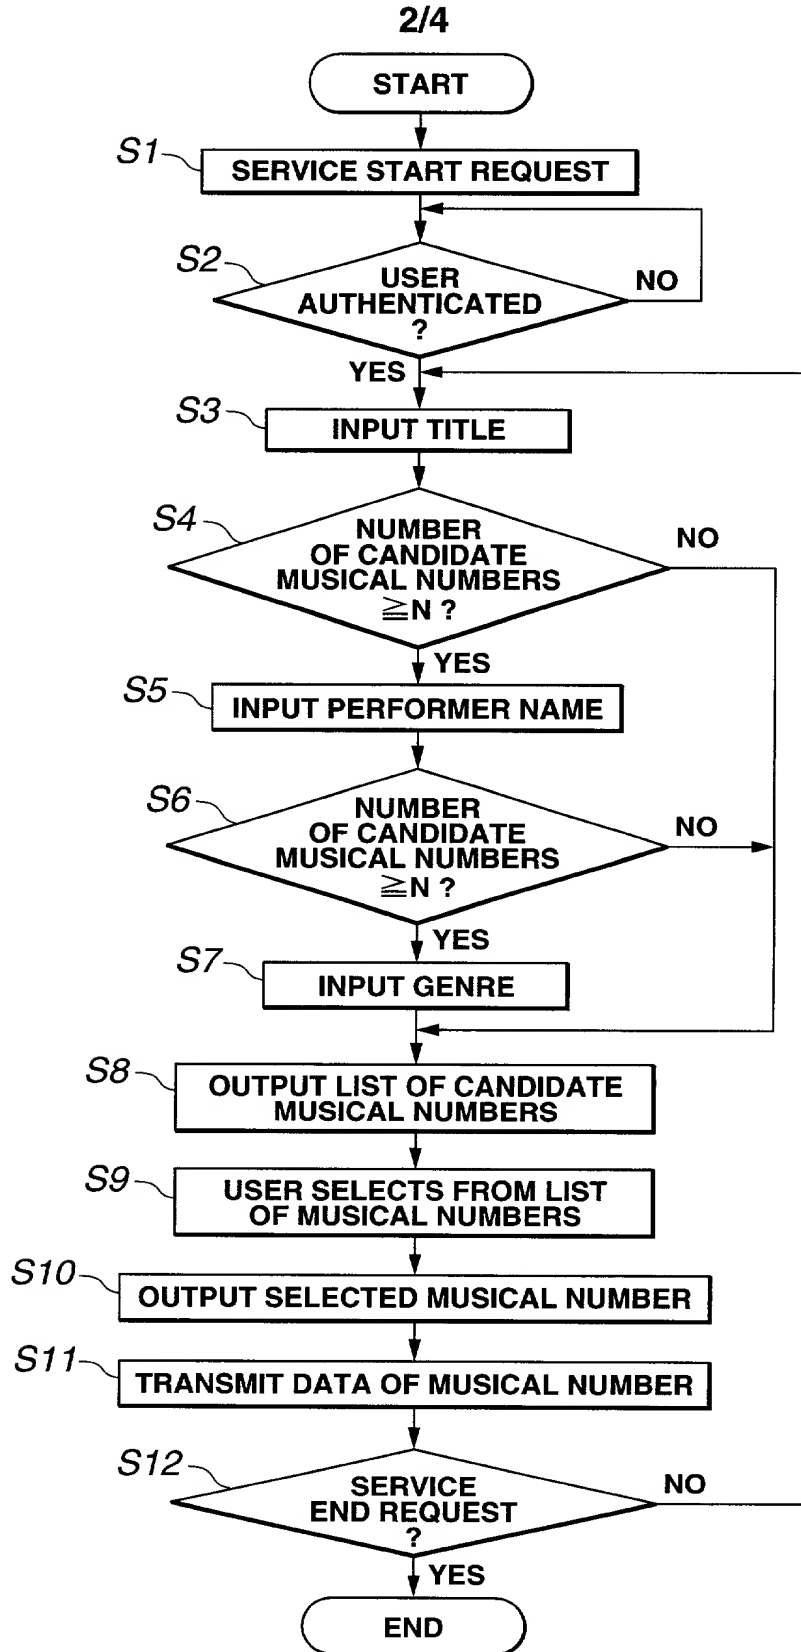 2/4
START
S1
SERVICE START REQUEST
S2
USER
AUTHENTICATED
?
NO
YES
S3
INPUT TITLE
S4
NUMBER
OF CANDIDATE
MUSICAL NUMBERS
≧N ?
NO
YES
S5
INPUT PERFORMER NAME
S6
NUMBER
OF CANDIDATE
MUSICAL NUMBERS
≧N ?
NO
YES
S7
INPUT GENRE
S8
OUTPUT LIST OF CANDIDATE
MUSICAL NUMBERS
S9
USER SELECTS FROM LIST
OF MUSICAL NUMBERS
S10
OUTPUT SELECTED MUSICAL NUMBER
S11
TRANSMIT DATA OF MUSICAL NUMBER
S12
SERVICE
END REQUEST
?
NO
YES
END